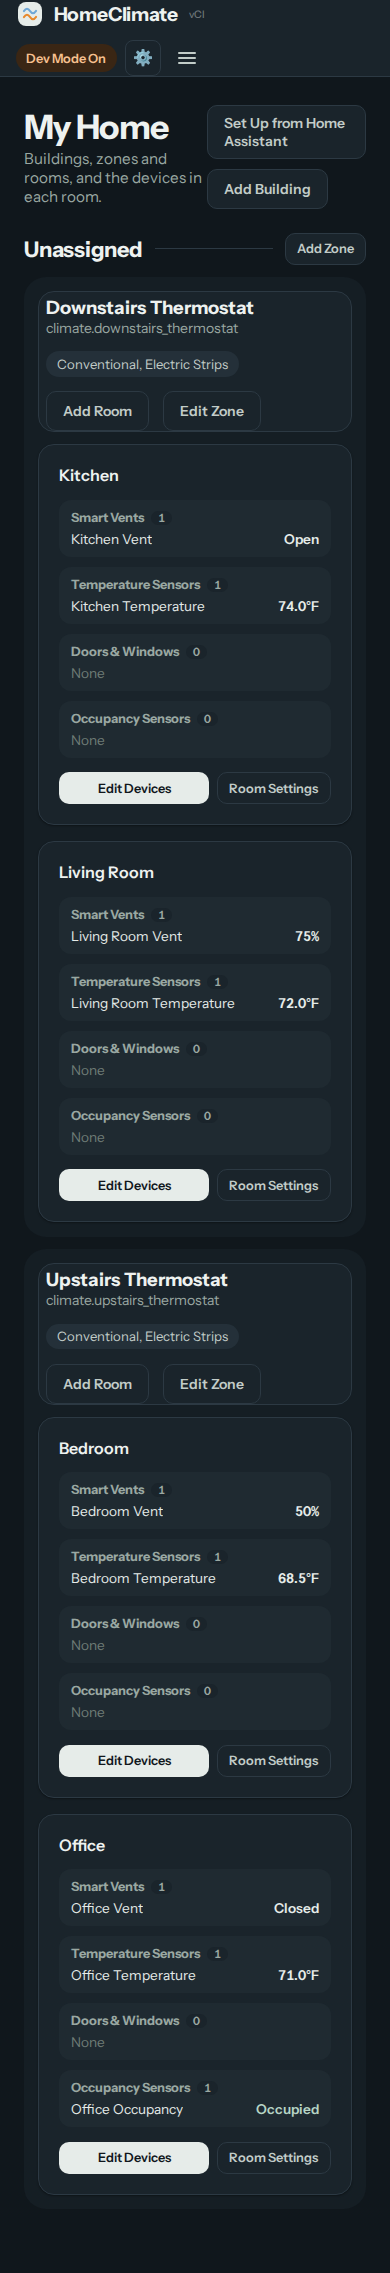 HomeClimate vCI
Dev Mode On
My Home
Buildings, zones and
rooms, and the devices in
each room.
Set Up from Home
Assistant
Add Building
Unassigned
Add Zone
Downstairs Thermostat
climate.downstairs_thermostat
Conventional, Electric Strips
Add Room Edit Zone
Kitchen
Smart Vents 1
Kitchen Vent Open
Temperature Sensors 1
Kitchen Temperature 74.0°F
Doors & Windows 0
None
Occupancy Sensors 0
None
Edit Devices Room Settings
Living Room
Smart Vents 1
Living Room Vent 75%
Temperature Sensors 1
Living Room Temperature 72.0°F
Doors & Windows 0
None
Occupancy Sensors 0
None
Edit Devices Room Settings
Upstairs Thermostat
climate.upstairs_thermostat
Conventional, Electric Strips
Add Room Edit Zone
Bedroom
Smart Vents 1
Bedroom Vent 50%
Temperature Sensors 1
Bedroom Temperature 68.5°F
Doors & Windows 0
None
Occupancy Sensors 0
None
Edit Devices Room Settings
Office
Smart Vents 1
Office Vent Closed
Temperature Sensors 1
Office Temperature 71.0°F
Doors & Windows 0
None
Occupancy Sensors 1
Office Occupancy Occupied
Edit Devices Room Settings